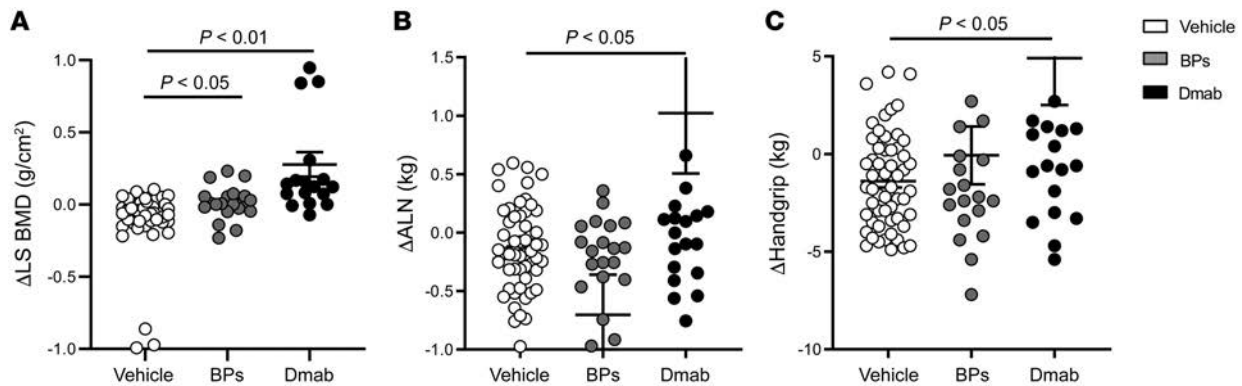 A
P < 0.01
P < 0.05
ΔLS BMD (g/cm²)
1.0
0.5
0.0
-0.5
-1.0
Vehicle BPs Dmab
B
P < 0.05
ΔALN (kg)
1.5
1.0
0.5
0.0
-0.5
-1.0
Vehicle BPs Dmab
C
P < 0.05
ΔHandgrip (kg)
5
0
-5
-10
Vehicle BPs Dmab
Vehicle
BPs
Dmab